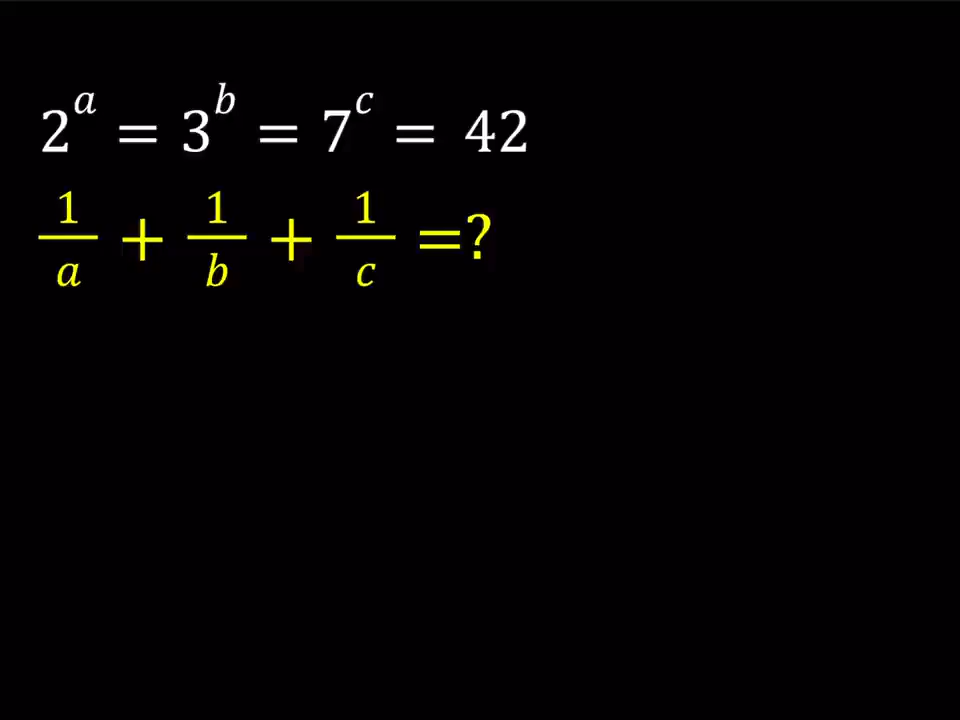 2^a = 3^b = 7^c = 42
1/a + 1/b + 1/c =?